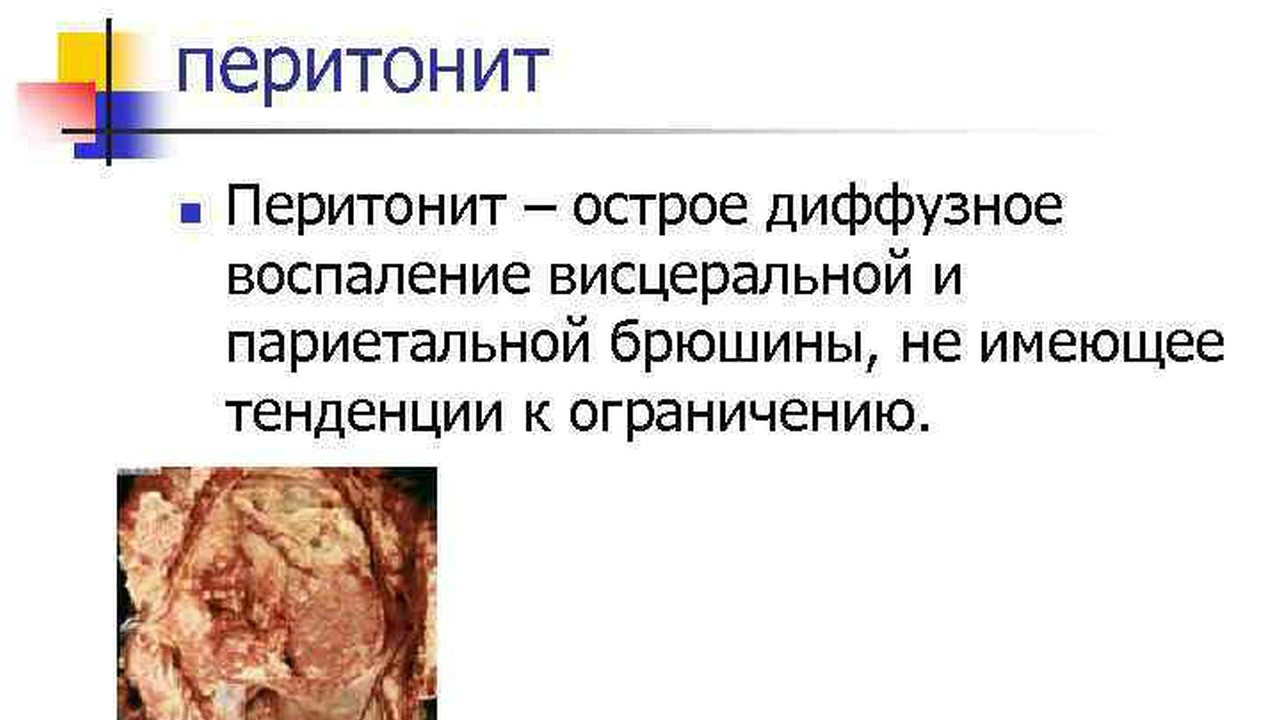 перитонит
Перитонит – острое диффузное
воспаление висцеральной и
париетальной брюшины, не имеющее
тенденции к ограничению.